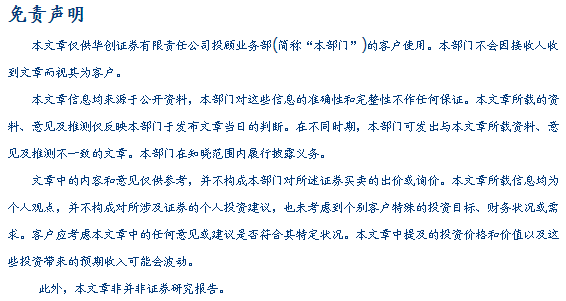 免责声明
本文章仅供华创证券有限责任公司投顾业务部(简称“本部门”)的客户使用。本部门不会因接收人收
到文章而视其为客户。
本文章信息均来源于公开资料，本部门对这些信息的准确性和完整性不作任何保证。本文章所载的资
料、意见及推测仅反映本部门于发布文章当日的判断。在不同时期，本部门可发出与本文章所载资料、意
见及推测不一致的文章。本部门在知晓范围内履行披露义务。
文章中的内容和意见仅供参考，并不构成本部门对所述证券买卖的出价或询价。本文章所载信息均为
个人观点，并不构成对所涉及证券的个人投资建议，也未考虑到个别客户特殊的投资目标、财务状况或需
求。客户应考虑本文章中的任何意见或建议是否符合其特定状况。本文章中提及的投资价格和价值以及这
些投资带来的预期收入可能会波动。
此外，本文章非并非证券研究报告。